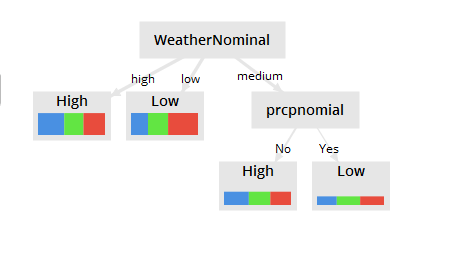 WeatherNominal
high low medium
High Low
prcpnomial
No Yes
High Low